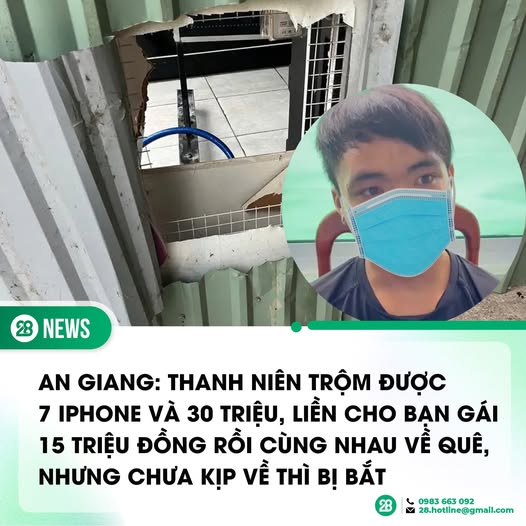 28 NEWS
AN GIANG: THANH NIÊN TRỘM ĐƯỢC
7 IPHONE VÀ 30 TRIỆU, LIỀN CHO BẠN GÁI
15 TRIỆU ĐỒNG RỒI CÙNG NHAU VỀ QUÊ,
NHƯNG CHƯA KỊP VỀ THÌ BỊ BẮT
28
0983 663 092
28.hotline@gmail.com